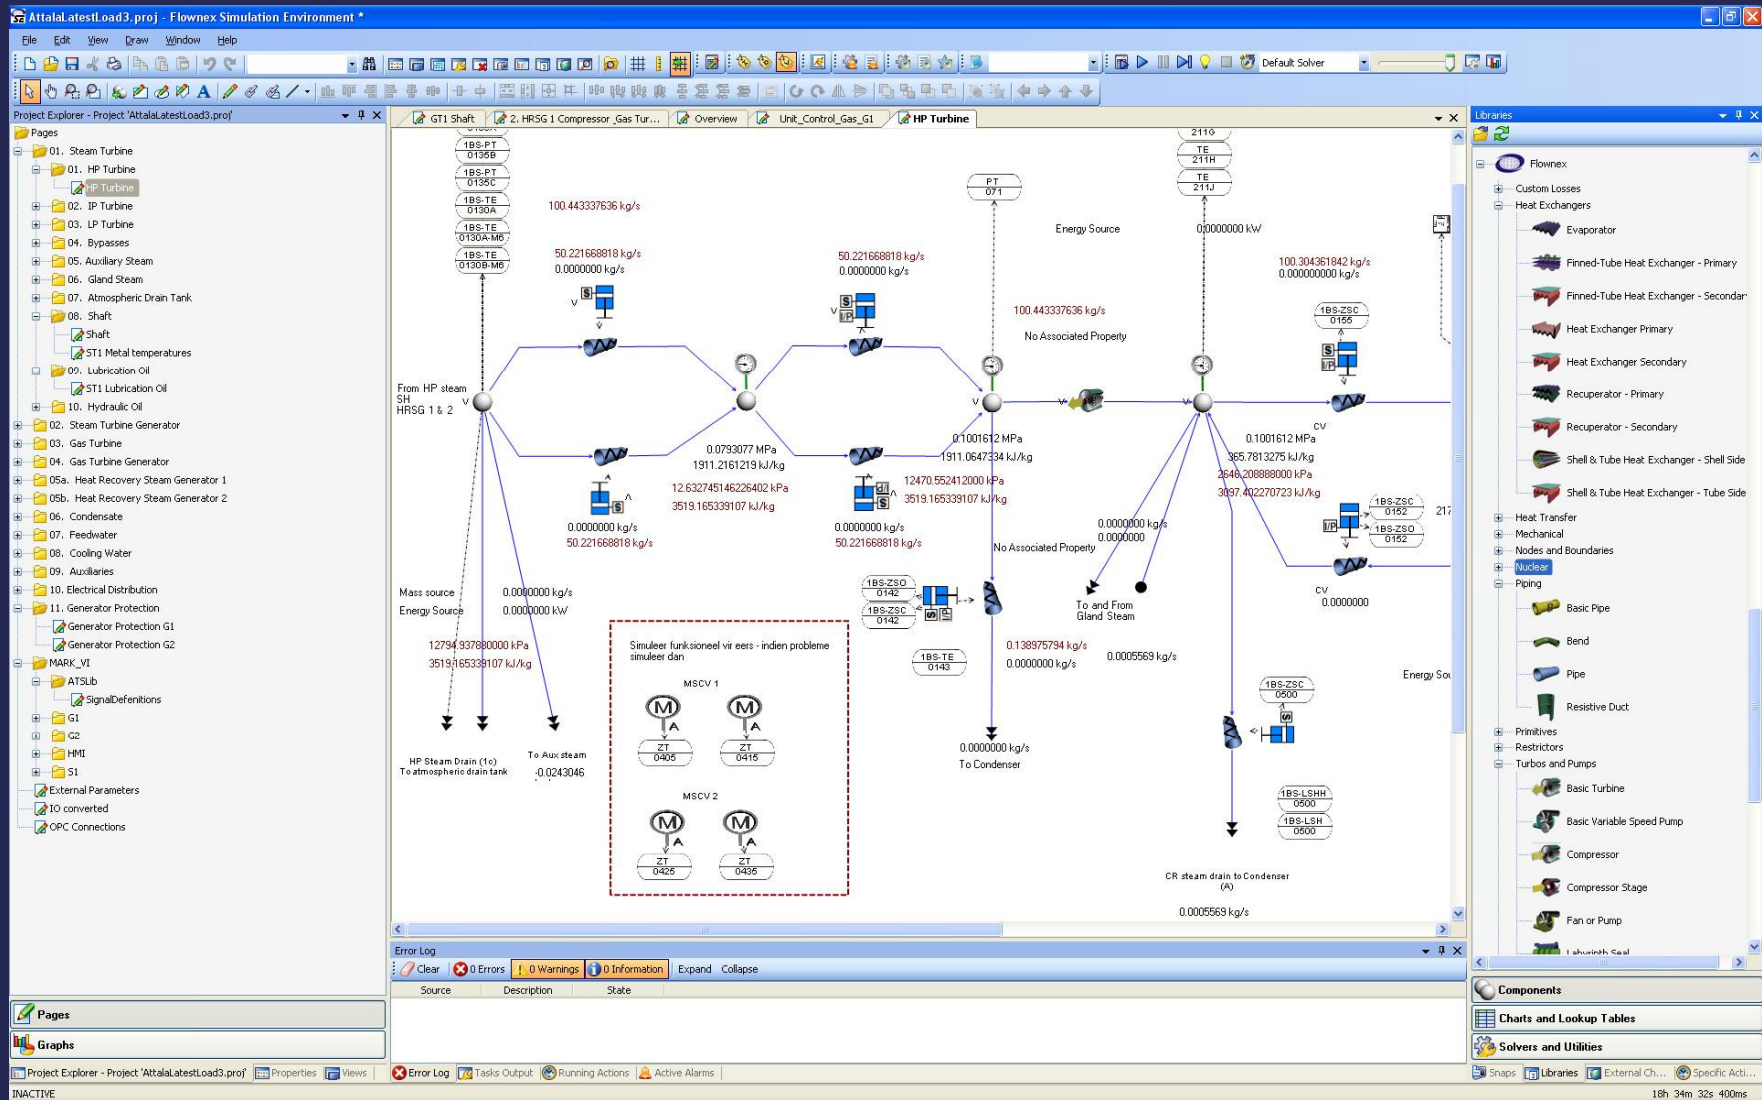 AttalaLatestLoad3.proj - Flownex Simulation Environment *
File Edit View Draw Window Help
Default Solver
Project Explorer - Project 'AttalaLatestLoad3.proj'
Pages
01. Steam Turbine
01. HP Turbine
HP Turbine
02. IP Turbine
03. LP Turbine
04. Bypasses
05. Auxiliary Steam
06. Gland Steam
07. Atmospheric Drain Tank
08. Shaft
Shaft
ST1 Metal temperatures
09. Lubrication Oil
ST1 Lubrication Oil
10. Hydraulic Oil
02. Steam Turbine Generator
03. Gas Turbine
04. Gas Turbine Generator
05a. Heat Recovery Steam Generator 1
05b. Heat Recovery Steam Generator 2
06. Condensate
07. Feedwater
08. Cooling Water
09. Auxiliaries
10. Electrical Distribution
11. Generator Protection
Generator Protection G1
Generator Protection G2
MARK_VI
ATSLib
SignalDefenitions
G1
G2
HMI
S1
External Parameters
IO converted
OPC Connections
Pages
Graphs
Project Explorer - Project 'AttalaLatestLoad3.proj' Properties Views
INACTIVE
GT1 Shaft 2. HRSG 1 Compressor _Gas Tur... Overview Unit_Control_Gas_G1 HP Turbine
1BS-PT
0135B
1BS-PT
0135C
1BS-TE
0130A
1BS-TE
0130A-M6
1BS-TE
0130B-M6
100.443337636 kg/s
50.221668818 kg/s
0.0000000 kg/s
S
V
50.221668818 kg/s
0.0000000 kg/s
S
V I/P
PT
071
211G
TE
211H
TE
211J
Energy Source 0.0000000 kW
100.443337636 kg/s
No Associated Property
100.304361842 kg/s
0.000000000 kg/s
1BS-ZSC
0155
S
I/P
From HP steam
SH
HRSG 1 & 2
V
V
V
V
CV
0.0793077 MPa
1911.2161219 kJ/kg
12.632745146226402 kPa
3519.165339107 kJ/kg
0.1001612 MPa
1911.0647334 kJ/kg
12470.552412000 kPa
3519.165339107 kJ/kg
0.1001612 MPa
365.7813275 kJ/kg
2646.208888000 kPa
3097.402270723 kJ/kg
S
0.0000000 kg/s
50.221668818 kg/s
S
0.0000000 kg/s
50.221668818 kg/s
0.0000000 kg/s
0.0000000
No Associated Property
1BS-ZSC
0152
1BS-ZSO
0152
I/P
217
CV
0.0000000
Mass source 0.0000000 kg/s
Energy Source 0.0000000 kW
1BS-ZSO
0142
1BS-ZSC
0142
S I/P
To and From
Gland Steam
12794.937880000 kPa
3519.165339107 kJ/kg
1BS-TE
0143
0.138975794 kg/s
0.0000000 kg/s
0.0005569 kg/s
Energy Sou
Simuleer funksioneel vir eers - indien probleme
simuleer dan
MSCV 1
M M
A A
ZT
0405
ZT
0415
MSCV 2
M M
A A
ZT
0425
ZT
0435
HP Steam Drain (1c)
To atmospheric drain tank
To Aux steam
-0.0243046
0.0000000 kg/s
To Condenser
1BS-ZSC
0500
S
1BS-LSHH
0500
1BS-LSH
0500
CR steam drain to Condenser
(A)
0.0005569 kg/s
Error Log
Clear 0 Errors 0 Warnings 0 Information Expand Collapse
Source Description State
Error Log Tasks Output Running Actions Active Alarms
Libraries
Flownex
Custom Losses
Heat Exchangers
Evaporator
Finned-Tube Heat Exchanger - Primary
Finned-Tube Heat Exchanger - Secondar
Heat Exchanger Primary
Heat Exchanger Secondary
Recuperator - Primary
Recuperator - Secondary
Shell & Tube Heat Exchanger - Shell Side
Shell & Tube Heat Exchanger - Tube Side
Heat Transfer
Mechanical
Nodes and Boundaries
Nuclear
Piping
Basic Pipe
Bend
Pipe
Resistive Duct
Primitives
Restrictors
Turbos and Pumps
Basic Turbine
Basic Variable Speed Pump
Compressor
Compressor Stage
Fan or Pump
Labyrinth Seal
Components
Charts and Lookup Tables
Solvers and Utilities
Snaps Libraries External Ch... Specific Acti...
18h 34m 32s 400ms